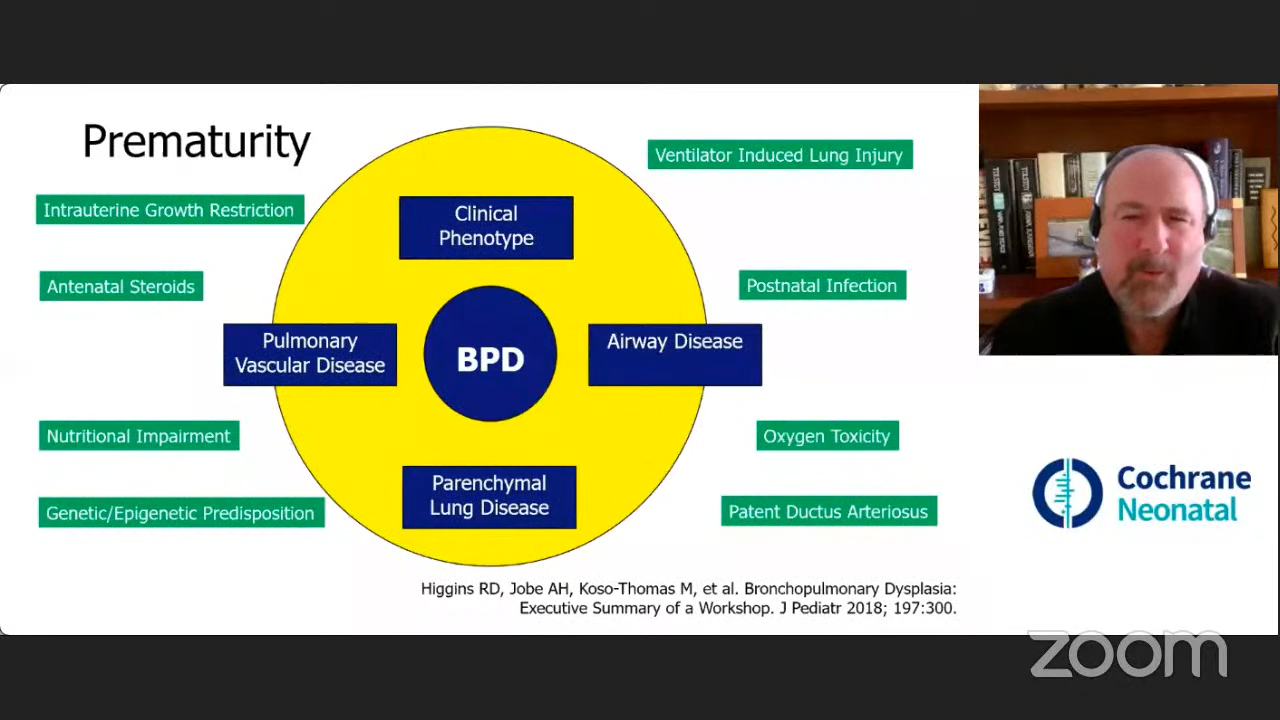 Prematurity
Ventilator Induced Lung Injury
Intrauterine Growth Restriction
Clinical
Phenotype
Antenatal Steroids
Postnatal Infection
Pulmonary
Vascular Disease
BPD
Airway Disease
Nutritional Impairment
Oxygen Toxicity
Parenchymal
Lung Disease
Genetic/Epigenetic Predisposition
Patent Ductus Arteriosus
Higgins RD, Jobe AH, Koso-Thomas M, et al. Bronchopulmonary Dysplasia:
Executive Summary of a Workshop. J Pediatr 2018; 197:300.
Cochrane
Neonatal
zoom